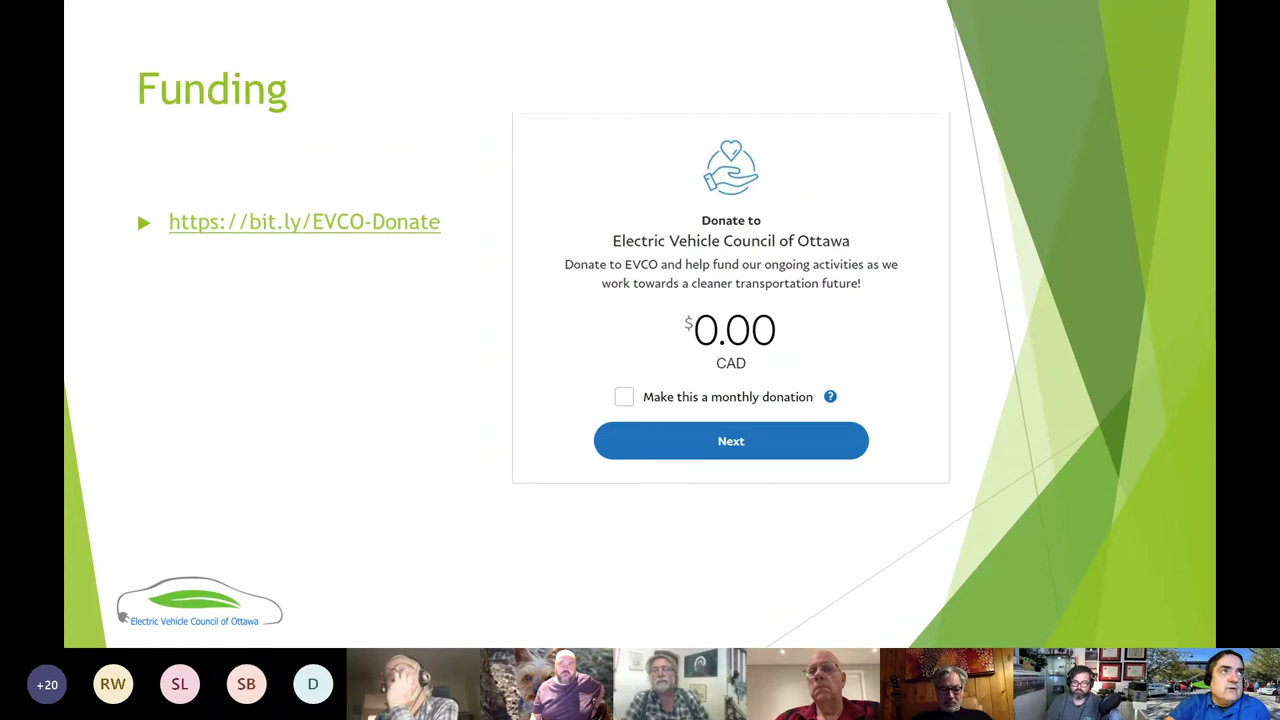 Funding
https://bit.ly/EVCO-Donate
Donate to
Electric Vehicle Council of Ottawa
Donate to EVCO and help fund our ongoing activities as we
work towards a cleaner transportation future!
$0.00
CAD
Make this a monthly donation ?
Next
Electric Vehicle Council of Ottawa
+20 RW SL SB D